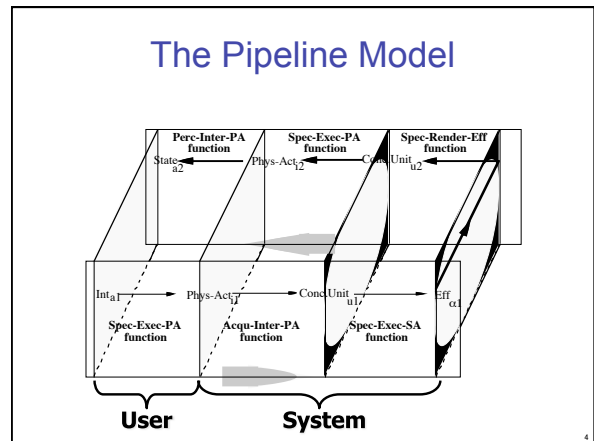 The Pipeline Model
Perc-Inter-PA function
Spec-Exec-PA function
Spec-Render-Eff function
State a2
Phys-Act i2
Conc.Unit u2
Int a1
Phys-Act i1
Conc.Unit u1
Eff α1
Spec-Exec-PA function
Acqu-Inter-PA function
Spec-Exec-SA function
User
System
4